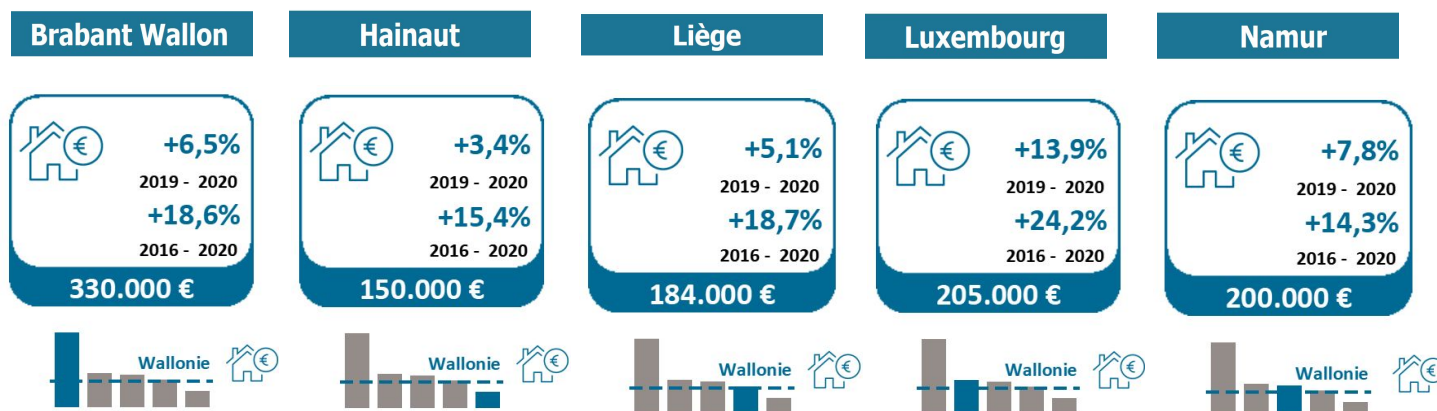 Brabant Wallon
€
+6,5%
2019 - 2020
+18,6%
2016 - 2020
330.000 €
Wallonie
€
Hainaut
€
+3,4%
2019 - 2020
+15,4%
2016 - 2020
150.000 €
Wallonie
€
Liège
€
+5,1%
2019 - 2020
+18,7%
2016 - 2020
184.000 €
Wallonie
€
Luxembourg
€
+13,9%
2019 - 2020
+24,2%
2016 - 2020
205.000 €
Wallonie
€
Namur
€
+7,8%
2019 - 2020
+14,3%
2016 - 2020
200.000 €
Wallonie
€